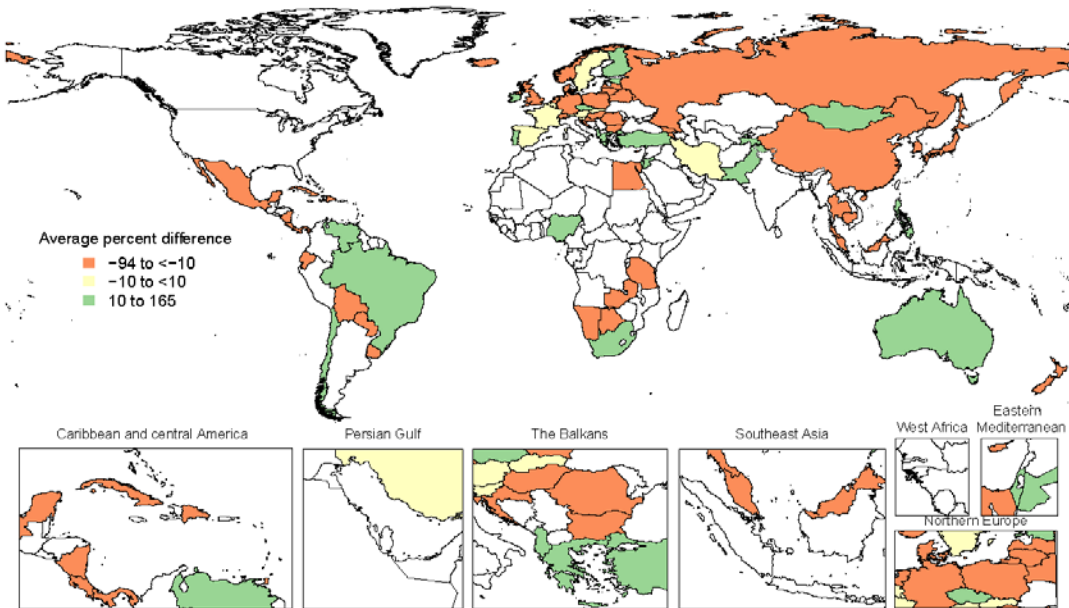 Average percent difference
−94 to <−10
−10 to <10
10 to 165
Caribbean and central America
Persian Gulf
The Balkans
Southeast Asia
West Africa
Eastern
Mediterranean
Northern Europe